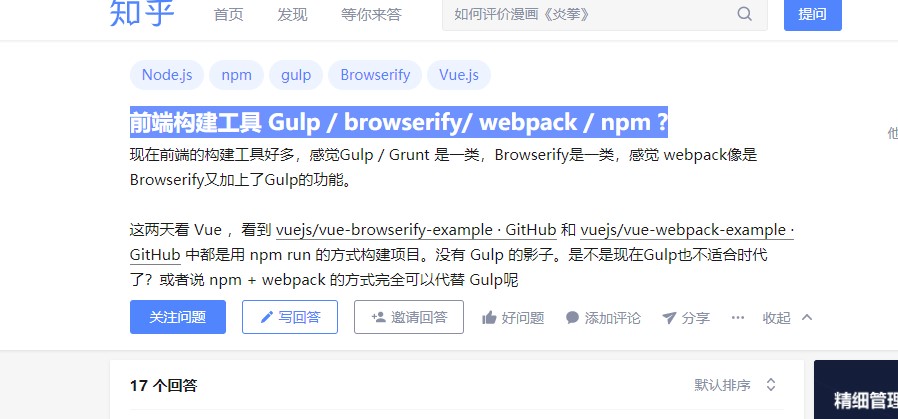 知乎 首页 发现 等你来答 如何评价漫画《炎拳》 提问
Node.js npm gulp Browserify Vue.js
前端构建工具 Gulp / browserify/ webpack / npm ?
他
现在前端的构建工具好多，感觉Gulp / Grunt 是一类，Browserify是一类，感觉 webpack像是
Browserify又加上了Gulp的功能。
这两天看 Vue ，看到 vuejs/vue-browserify-example · GitHub 和 vuejs/vue-webpack-example ·
GitHub 中都是用 npm run 的方式构建项目。没有 Gulp 的影子。是不是现在Gulp也不适合时代
了？或者说 npm + webpack 的方式完全可以代替 Gulp呢
关注问题 写回答 邀请回答 好问题 添加评论 分享 ··· 收起
17 个回答 默认排序
精细管理